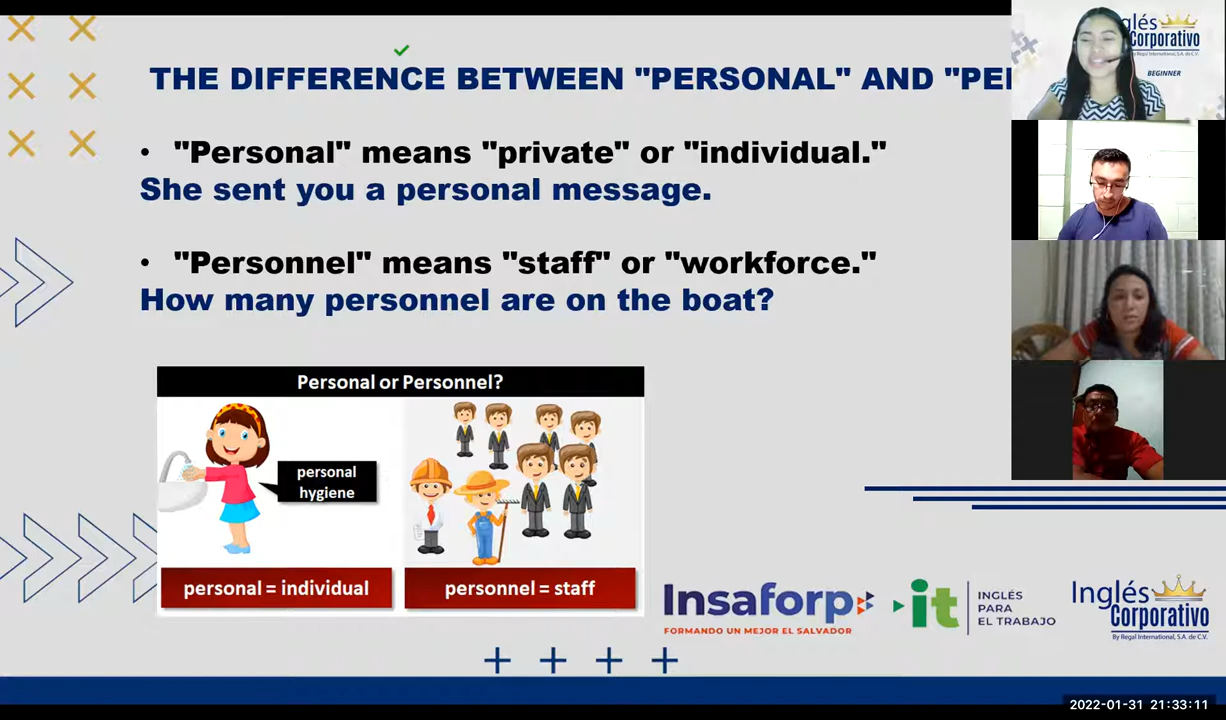 THE DIFFERENCE BETWEEN "PERSONAL" AND "PE
• "Personal" means "private" or "individual."
She sent you a personal message.
• "Personnel" means "staff" or "workforce."
How many personnel are on the boat?
Personal or Personnel?
personal
hygiene
personal = individual
personnel = staff
Insaforp
FORMANDO UN MEJOR EL SALVADOR
it
INGLÉS
PARA
EL TRABAJO
Inglés
Corporativo
By Regal International, S.A. de C.V.
glés
Corporativo
By Regal International, S.A. de C.V.
BEGINNER
2022-01-31 21:33:11